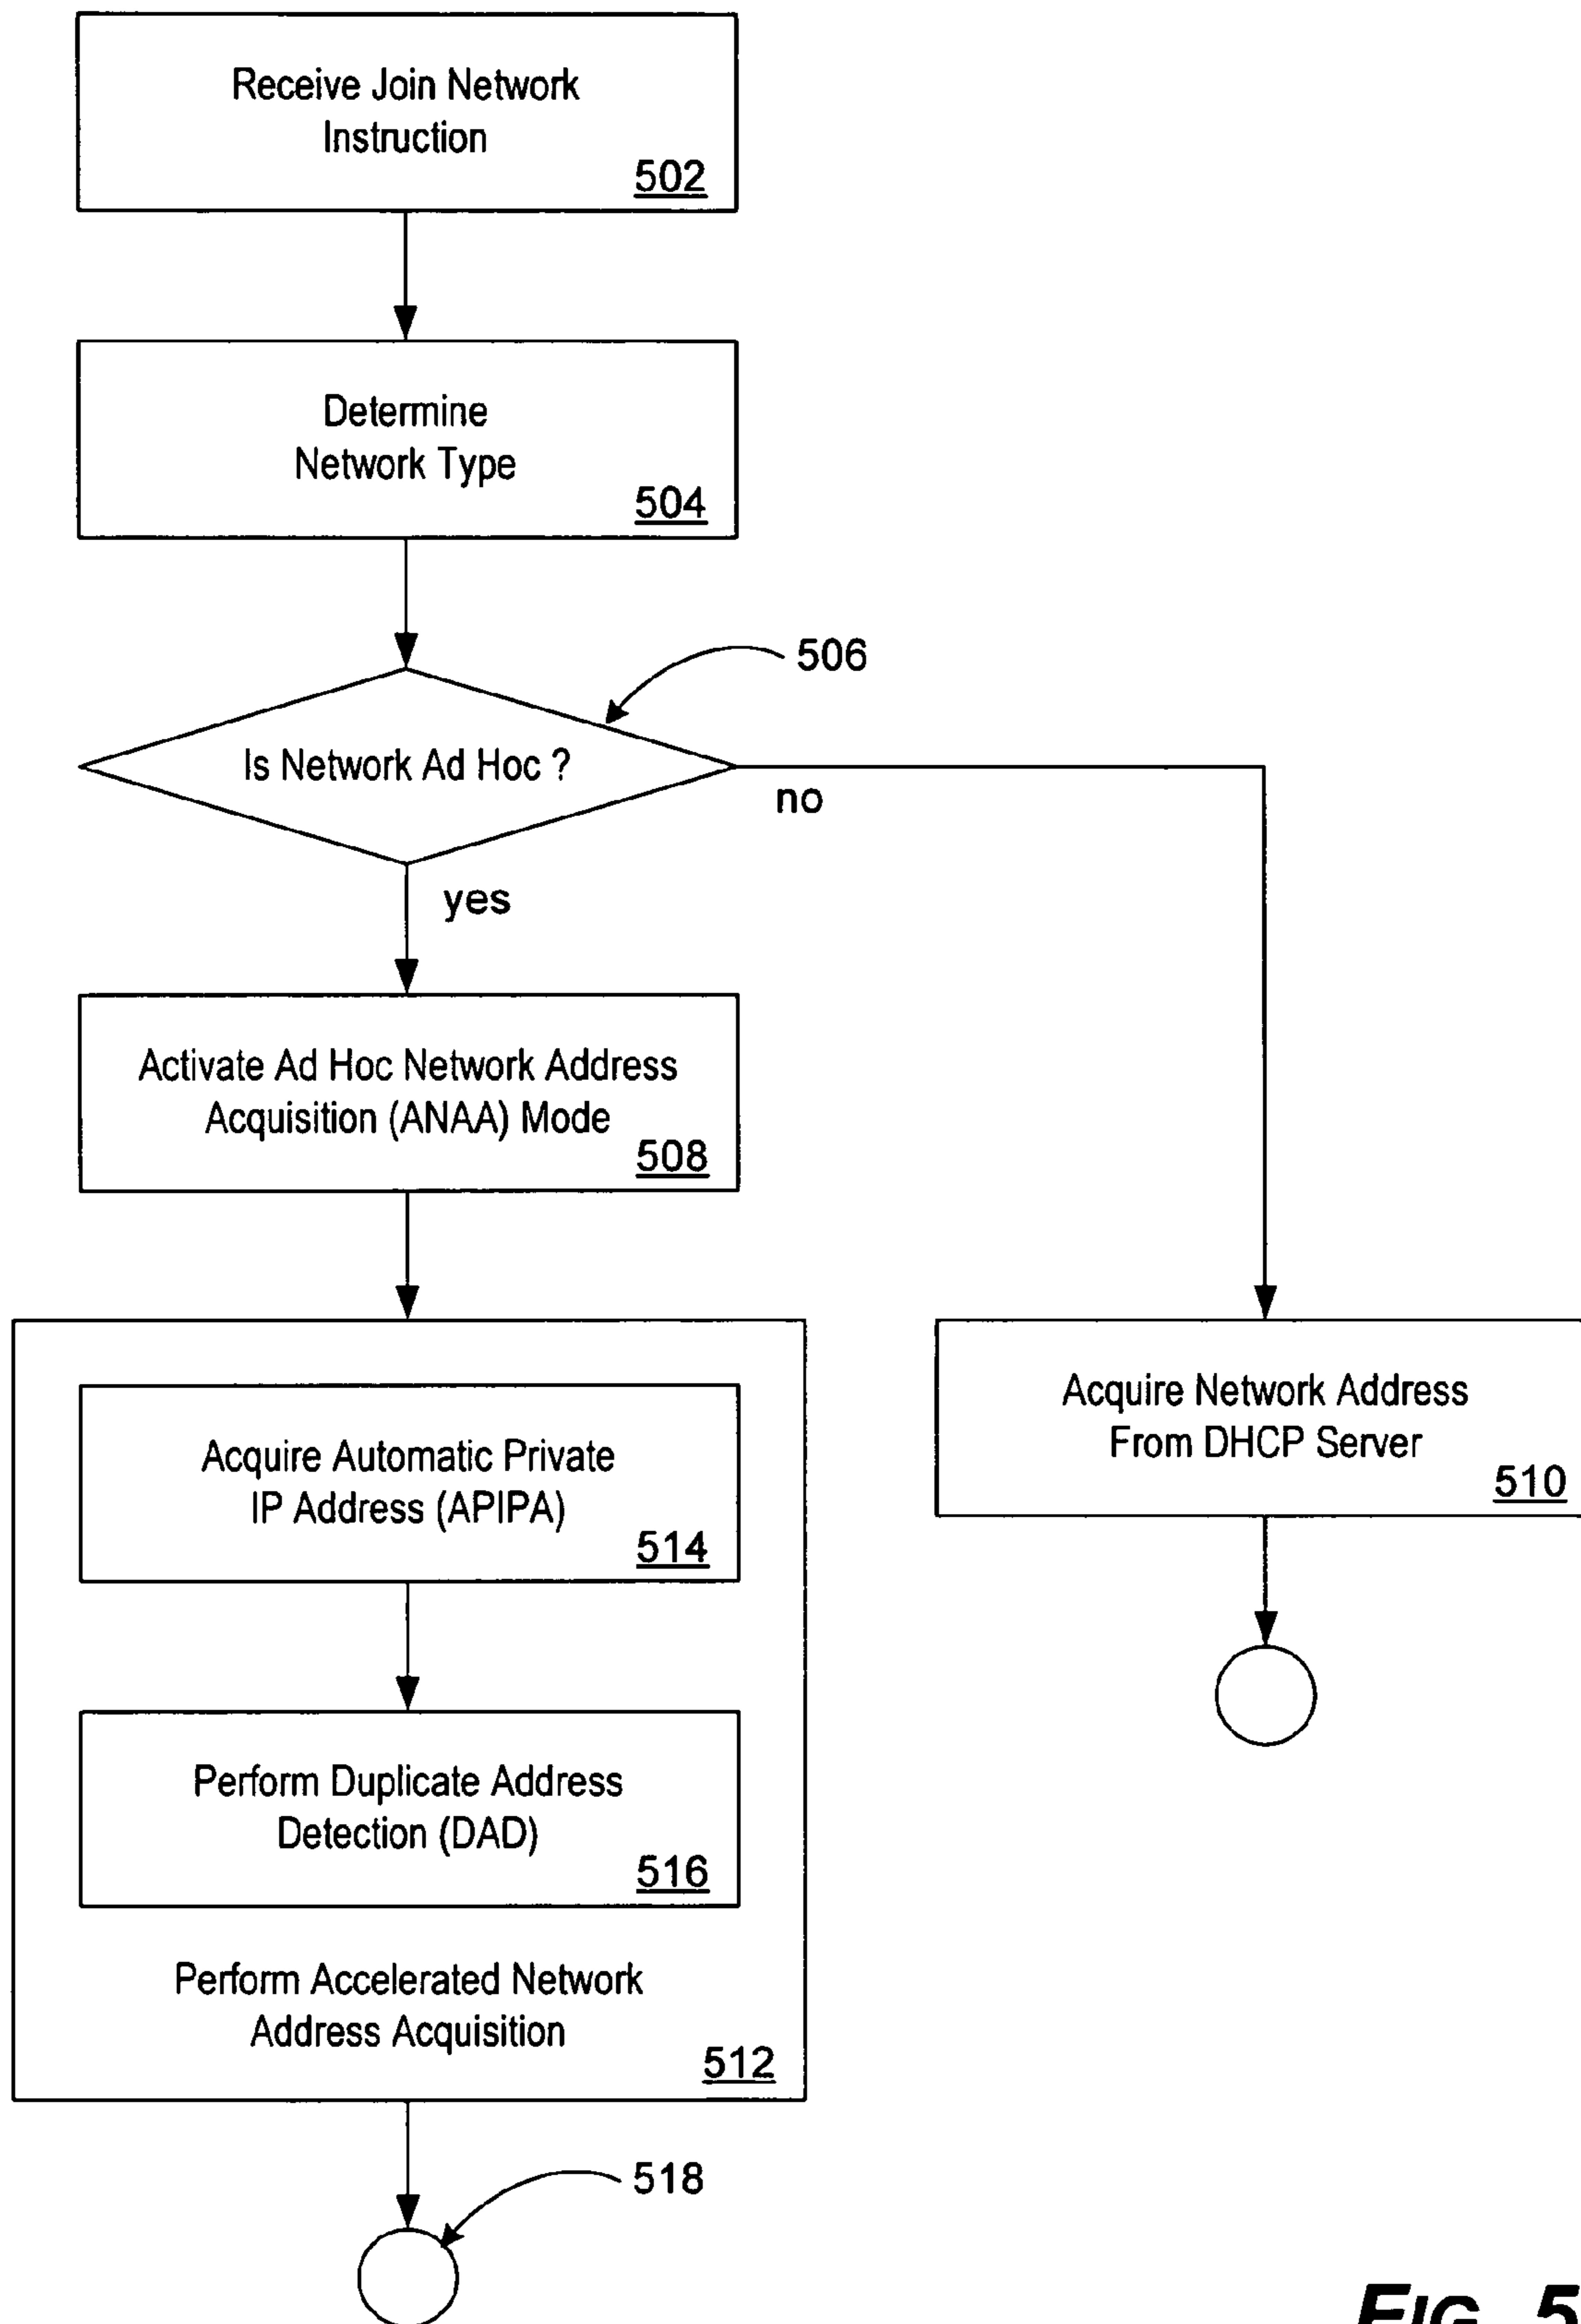 Receive Join Network
Instruction
502
Determine
Network Type
504
506
Is Network Ad Hoc ?
no
yes
Activate Ad Hoc Network Address
Acquisition (ANAA) Mode
508
Acquire Automatic Private
IP Address (APIPA)
514
Acquire Network Address
From DHCP Server
510
Perform Duplicate Address
Detection (DAD)
516
Perform Accelerated Network
Address Acquisition
512
518
FIG. 5